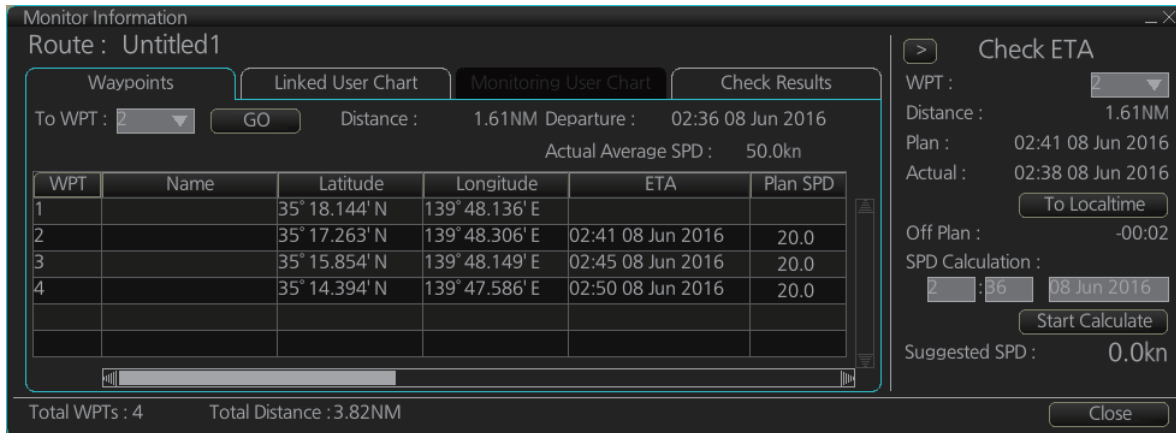 Monitor Information
Route : Untitled1
Waypoints Linked User Chart Monitoring User Chart Check Results
To WPT : 2 GO Distance : 1.61NM Departure : 02:36 08 Jun 2016
Actual Average SPD : 50.0kn
WPT Name Latitude Longitude ETA Plan SPD
1 35° 18.144' N 139° 48.136' E
2 35° 17.263' N 139° 48.306' E 02:41 08 Jun 2016 20.0
3 35° 15.854' N 139° 48.149' E 02:45 08 Jun 2016 20.0
4 35° 14.394' N 139° 47.586' E 02:50 08 Jun 2016 20.0
> Check ETA
WPT : 2
Distance : 1.61NM
Plan : 02:41 08 Jun 2016
Actual : 02:38 08 Jun 2016
To Localtime
Off Plan : -00:02
SPD Calculation :
2 : 36 08 Jun 2016
Start Calculate
Suggested SPD : 0.0kn
Total WPTs : 4 Total Distance : 3.82NM Close